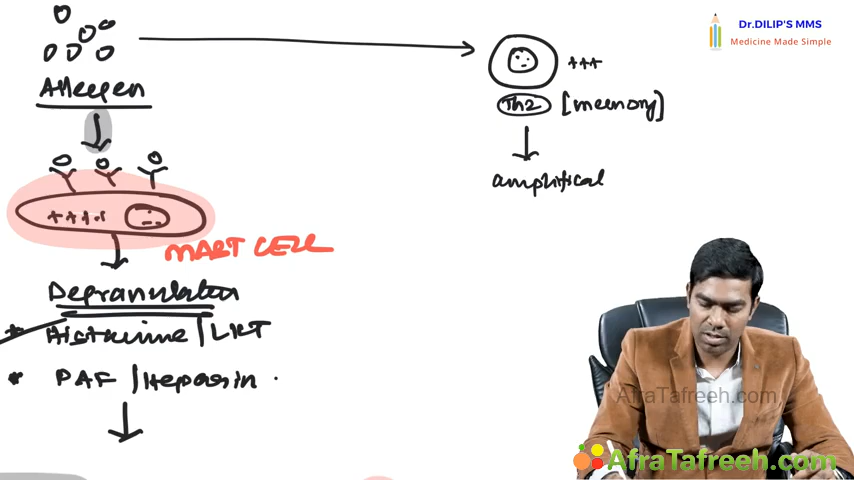 Dr.DILIP'S MMS
Medicine Made Simple
+++
Allergen
Th2 [memory]
amplifical
++++
MAST CELL
Degranulation
* Histamine | LKT
* PAF | Heparin
AfraTafreeh.com
AfraTafreeh.com